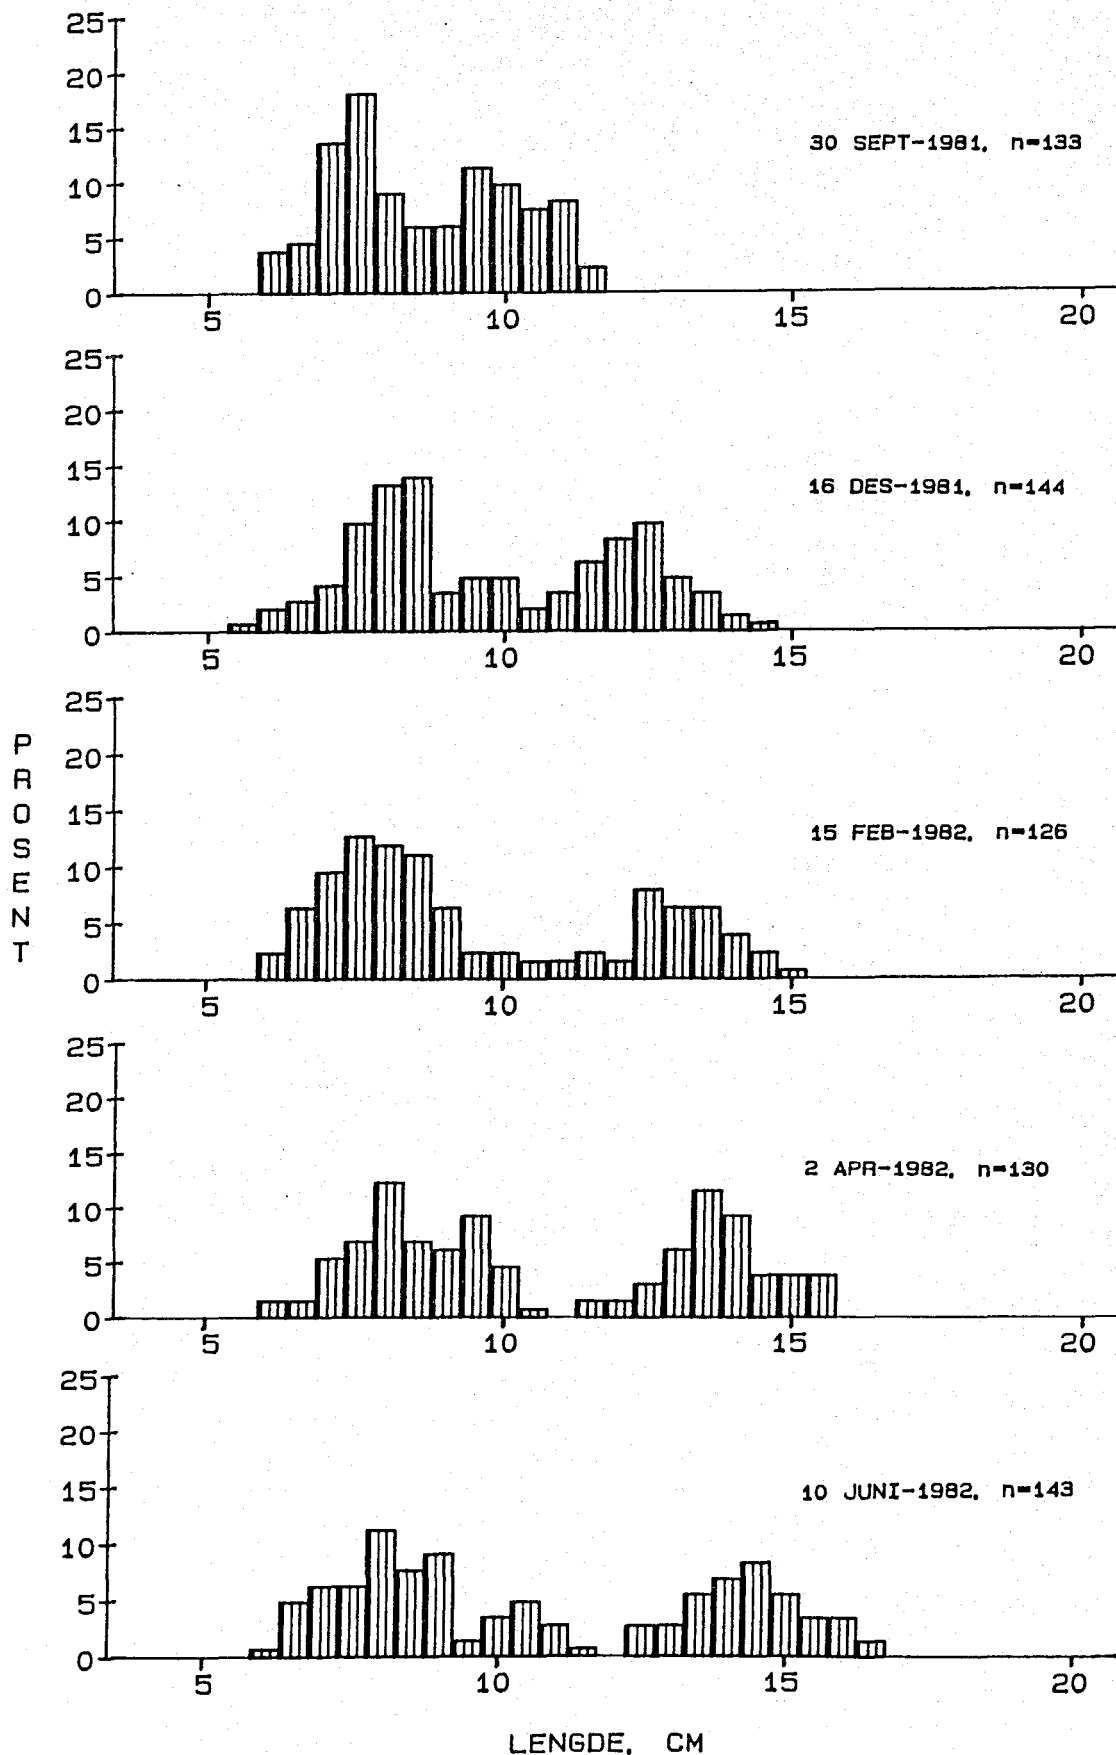 25
20
15
10
5
0
30 SEPT-1981, n=133
5 10 15 20
25
20
15
10
5
0
16 DES-1981, n=144
5 10 15 20
PROSENT
25
20
15
10
5
0
15 FEB-1982, n=126
5 10 15 20
25
20
15
10
5
0
2 APR-1982, n=130
5 10 15 20
25
20
15
10
5
0
10 JUNI-1982, n=143
5 10 15 20
LENGDE, CM